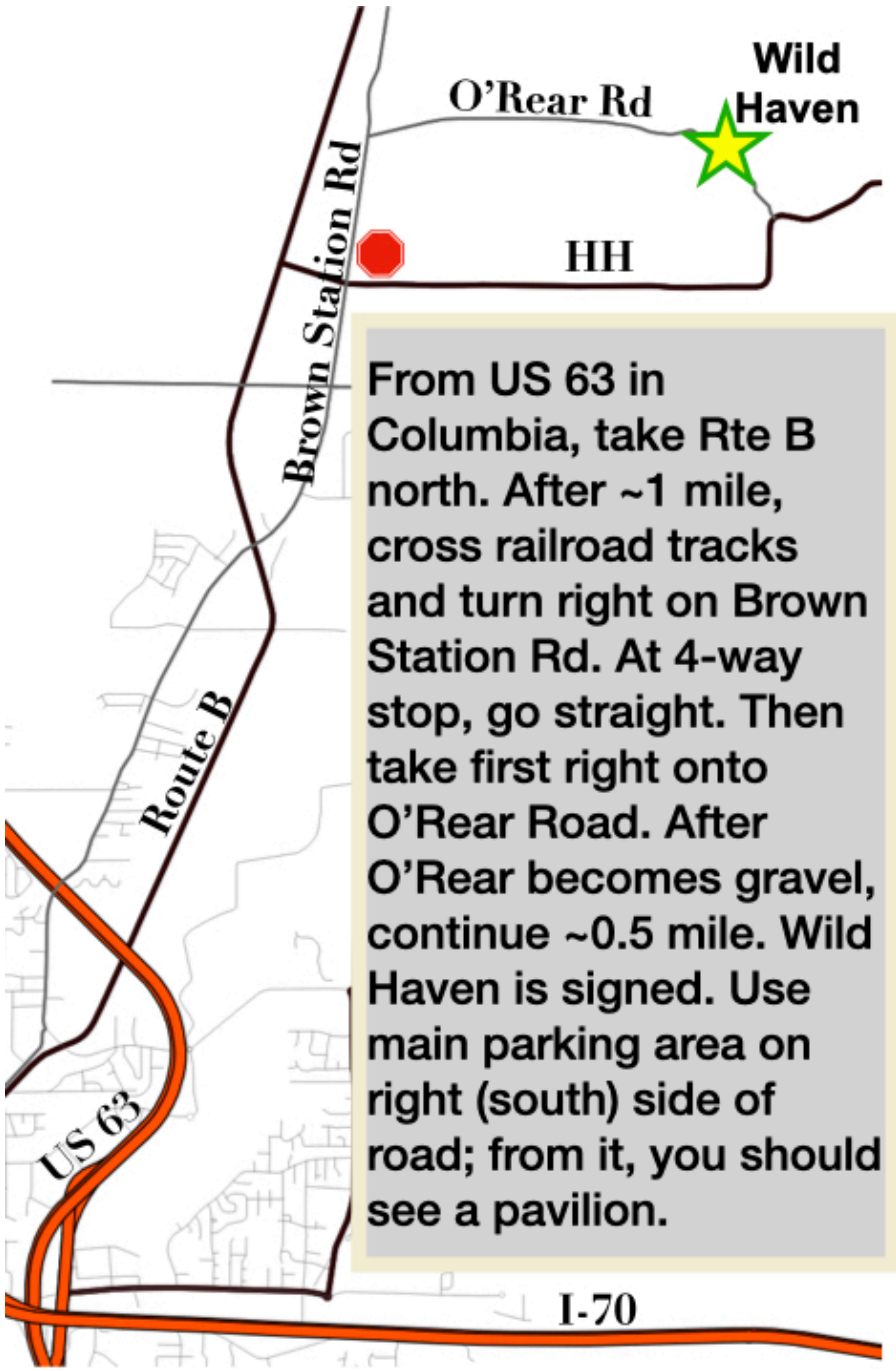 Wild
Haven
O'Rear Rd
Brown Station Rd
HH
From US 63 in
Columbia, take Rte B
north. After ~1 mile,
cross railroad tracks
and turn right on Brown
Station Rd. At 4-way
stop, go straight. Then
take first right onto
O'Rear Road. After
O'Rear becomes gravel,
continue ~0.5 mile. Wild
Haven is signed. Use
main parking area on
right (south) side of
road; from it, you should
see a pavilion.
Route B
US 63
I-70